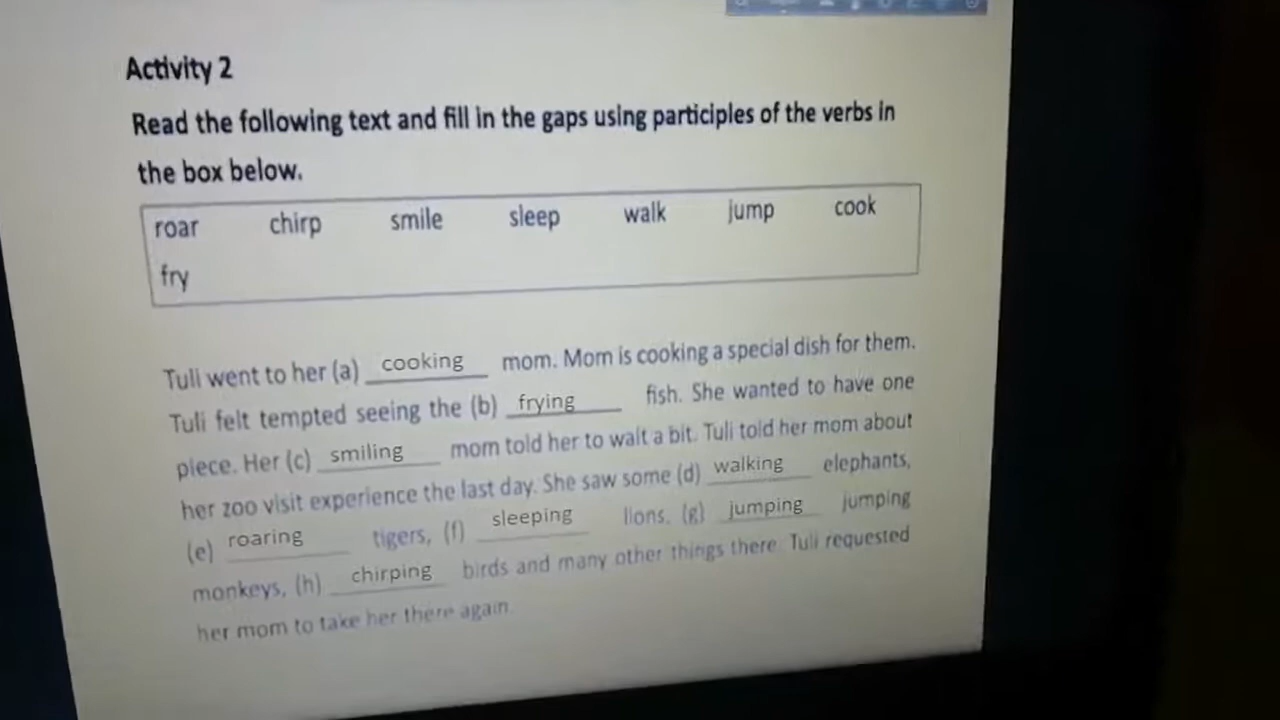 Activity 2
Read the following text and fill in the gaps using participles of the verbs in
the box below.
roar chirp smile sleep walk jump cook
fry
Tuli went to her (a) cooking mom. Mom is cooking a special dish for them.
Tuli felt tempted seeing the (b) frying fish. She wanted to have one
piece. Her (c) smiling mom told her to wait a bit. Tuli told her mom about
her zoo visit experience the last day. She saw some (d) walking elephants,
(e) roaring tigers, (f) sleeping lions. (g) jumping jumping
monkeys, (h) chirping birds and many other things there. Tuli requested
her mom to take her there again.